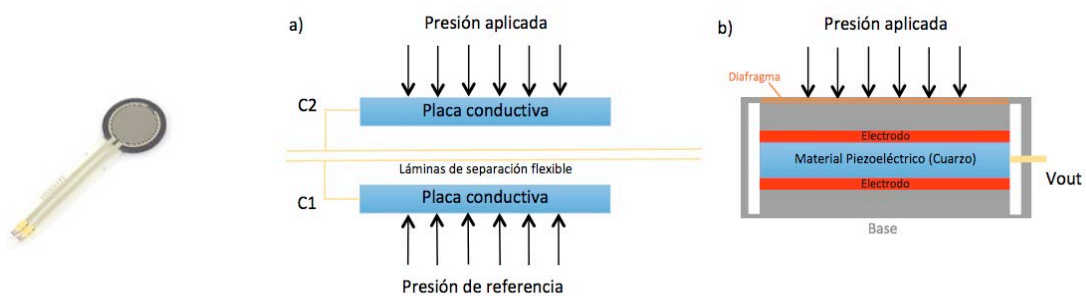 a)
Presión aplicada
C2
Placa conductiva
Láminas de separación flexible
C1
Placa conductiva
Presión de referencia
b)
Presión aplicada
Diafragma
Electrodo
Material Piezoeléctrico (Cuarzo)
Electrodo
Vout
Base